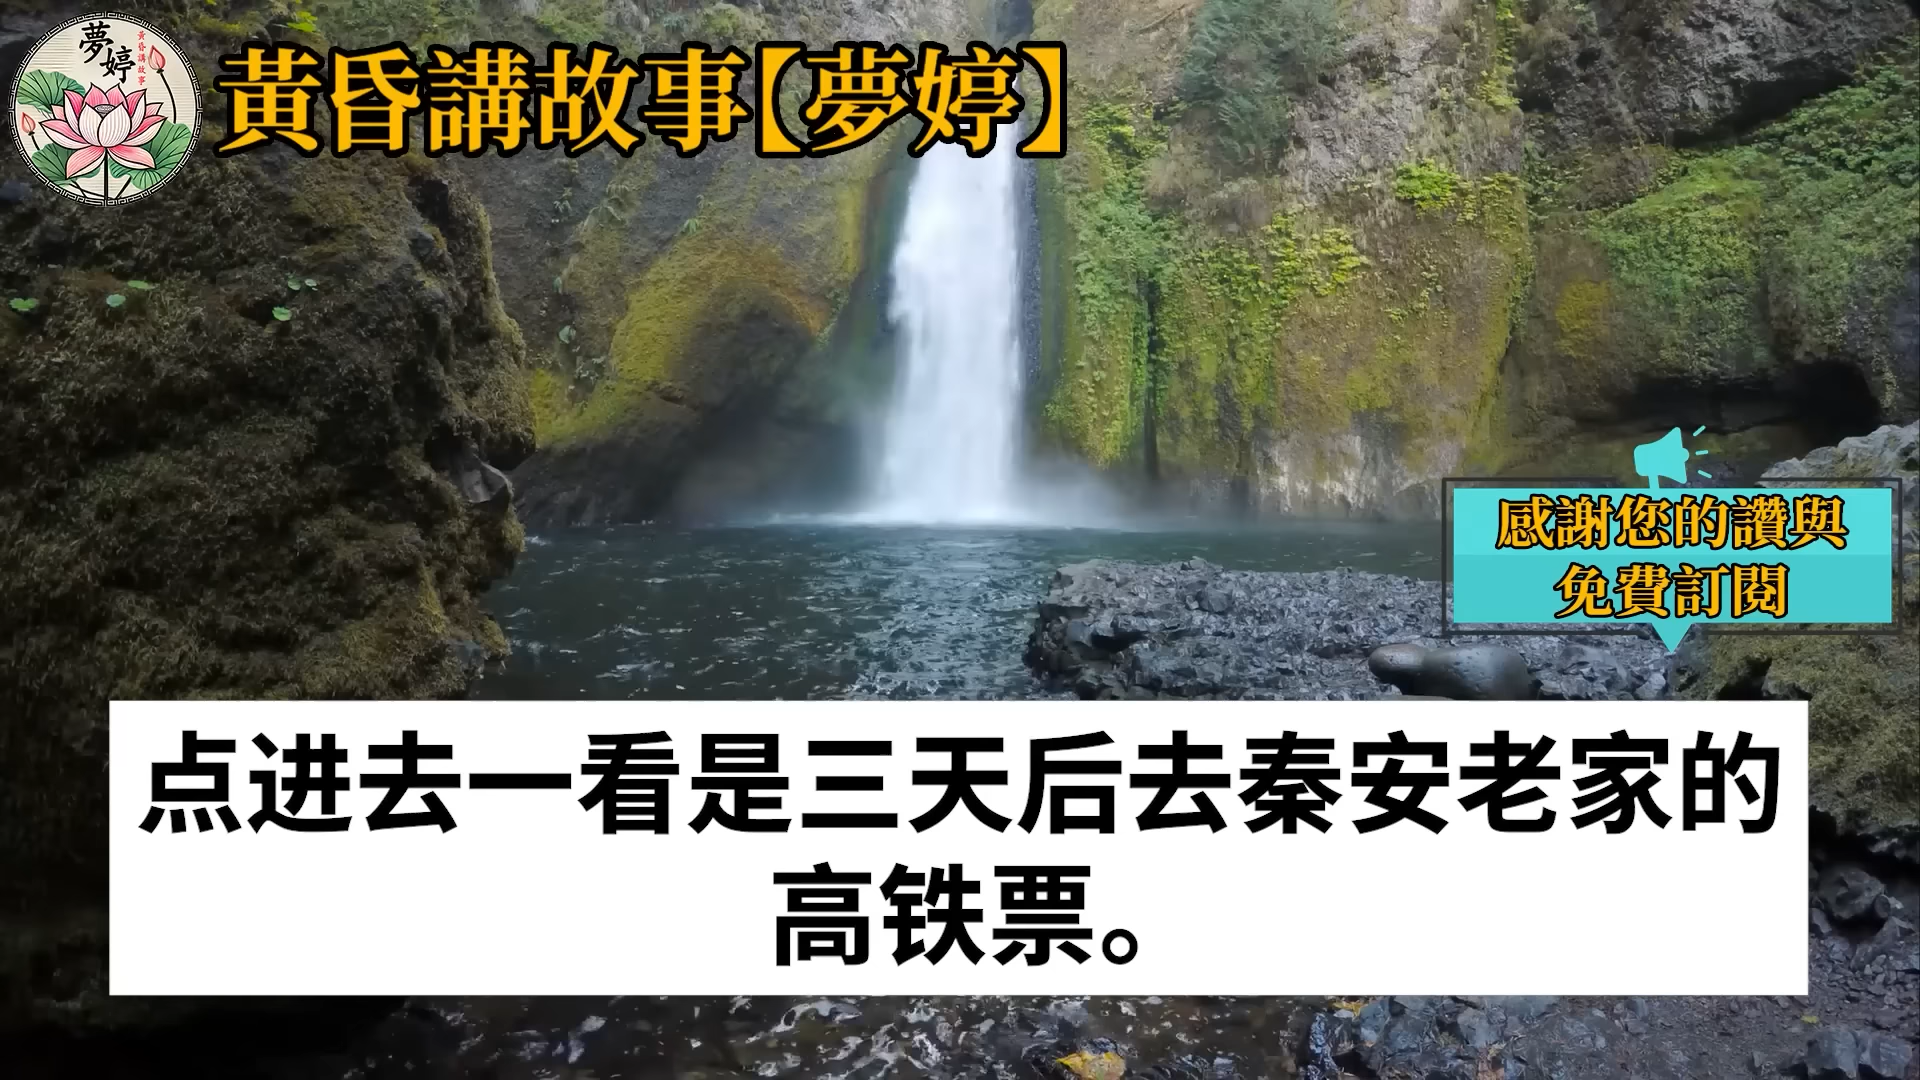 夢婷
黃昏講故事
黃昏講故事【夢婷】
感謝您的讚與
免費訂閱
点进去一看是三天后去秦安老家的
高铁票。